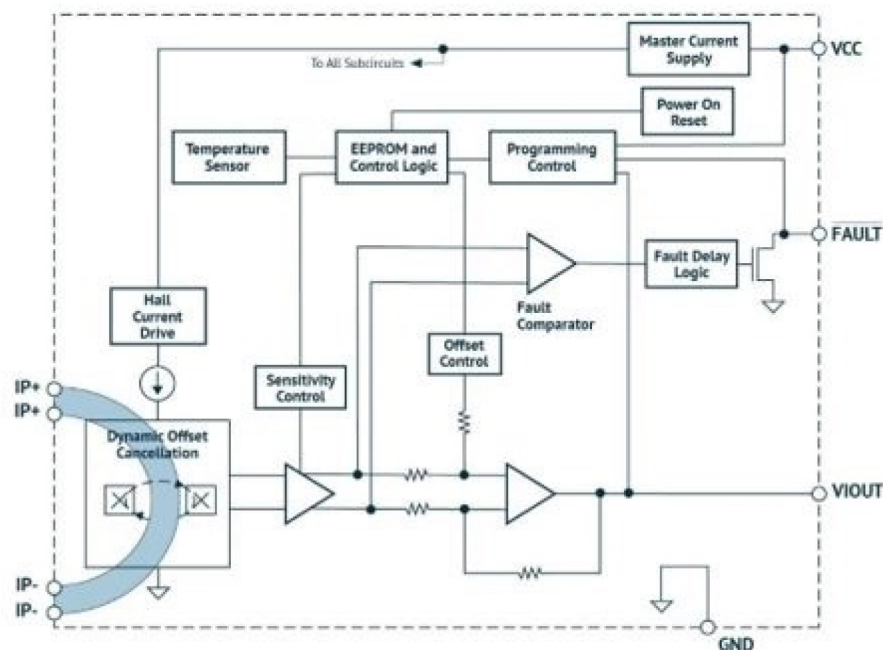 Master Current
Supply
VCC
To All Subcircuits
Power On
Reset
Temperature
Sensor
EEPROM and
Control Logic
Programming
Control
FAULT
Fault Delay
Logic
Fault
Comparator
Hall
Current
Drive
Offset
Control
Sensitivity
Control
IP+
IP+
Dynamic Offset
Cancellation
VIOUT
IP-
IP-
GND